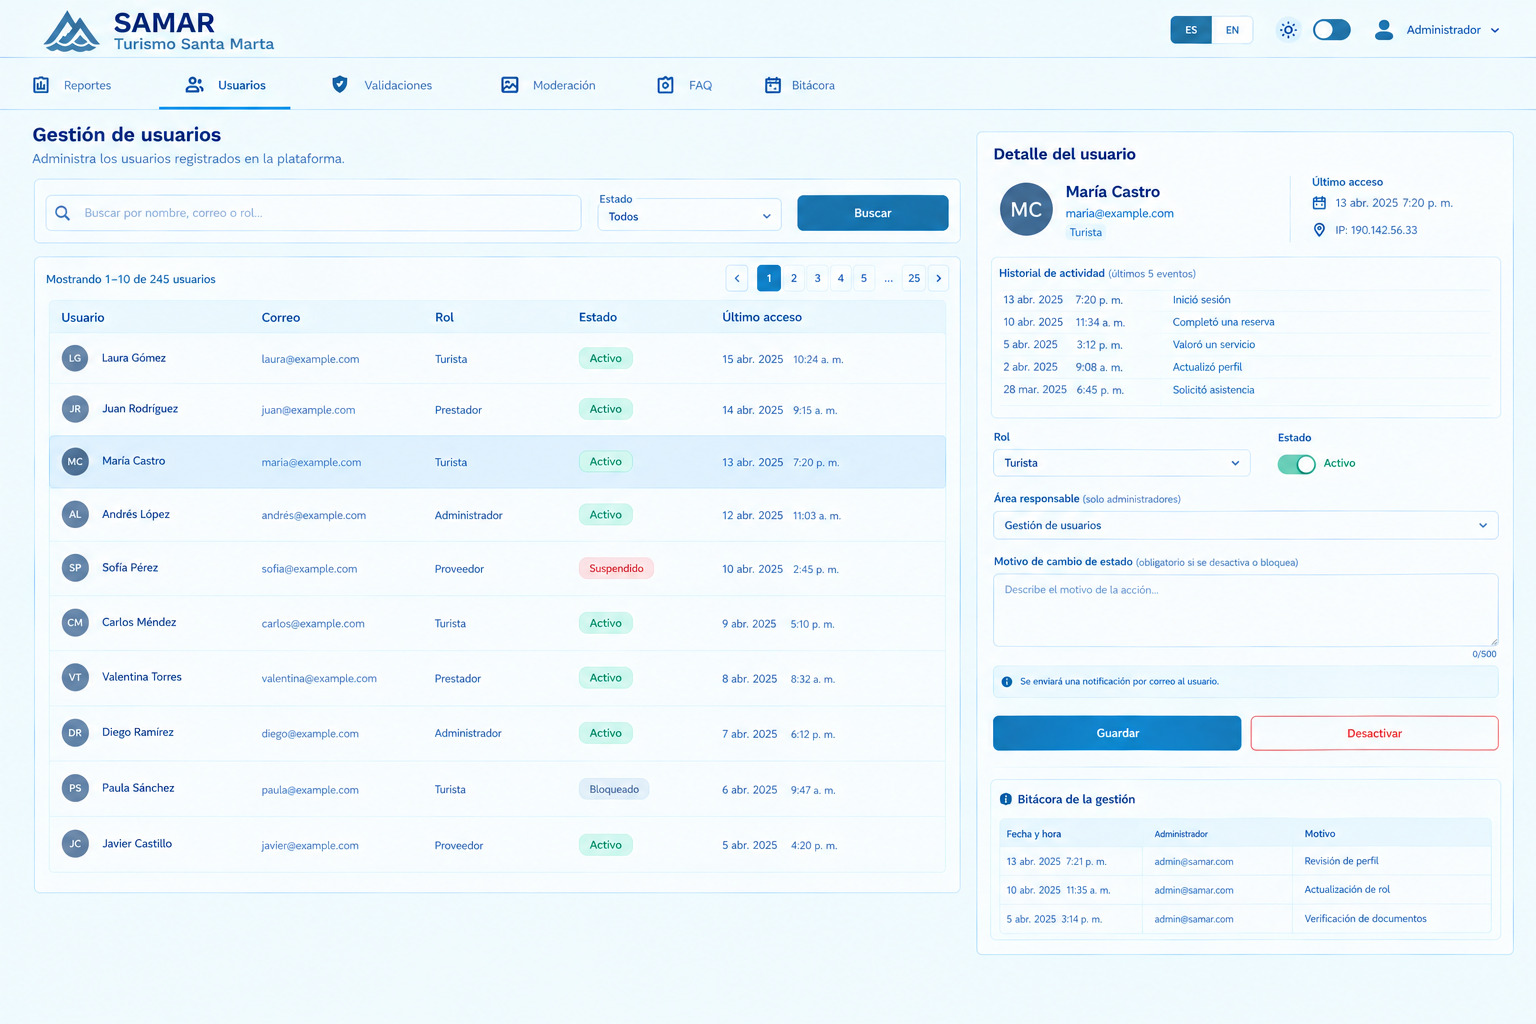 SAMAR
Turismo Santa Marta
ES EN
Administrador
Reportes Usuarios Validaciones Moderación FAQ Bitácora
Gestión de usuarios
Administra los usuarios registrados en la plataforma.
Buscar por nombre, correo o rol...
Estado
Todos
Buscar
Mostrando 1–10 de 245 usuarios
1 2 3 4 5 ... 25
Usuario Correo Rol Estado Último acceso
LG Laura Gómez laura@example.com Turista Activo 15 abr. 2025 10:24 a. m.
JR Juan Rodríguez juan@example.com Prestador Activo 14 abr. 2025 9:15 a. m.
MC María Castro maria@example.com Turista Activo 13 abr. 2025 7:20 p. m.
AL Andrés López andrés@example.com Administrador Activo 12 abr. 2025 11:03 a. m.
SP Sofía Pérez sofia@example.com Proveedor Suspendido 10 abr. 2025 2:45 p. m.
CM Carlos Méndez carlos@example.com Turista Activo 9 abr. 2025 5:10 p. m.
VT Valentina Torres valentina@example.com Prestador Activo 8 abr. 2025 8:32 a. m.
DR Diego Ramírez diego@example.com Administrador Activo 7 abr. 2025 6:12 p. m.
PS Paula Sánchez paula@example.com Turista Bloqueado 6 abr. 2025 9:47 a. m.
JC Javier Castillo javier@example.com Proveedor Activo 5 abr. 2025 4:20 p. m.
Detalle del usuario
MC
María Castro
maria@example.com
Turista
Último acceso
13 abr. 2025 7:20 p. m.
IP: 190.142.56.33
Historial de actividad (últimos 5 eventos)
13 abr. 2025 7:20 p. m. Inició sesión
10 abr. 2025 11:34 a. m. Completó una reserva
5 abr. 2025 3:12 p. m. Valoró un servicio
2 abr. 2025 9:08 a. m. Actualizó perfil
28 mar. 2025 6:45 p. m. Solicitó asistencia
Rol Estado
Turista Activo
Área responsable (solo administradores)
Gestión de usuarios
Motivo de cambio de estado (obligatorio si se desactiva o bloquea)
Describe el motivo de la acción...
0/500
Se enviará una notificación por correo al usuario.
Guardar Desactivar
Bitácora de la gestión
Fecha y hora Administrador Motivo
13 abr. 2025 7:21 p. m. admin@samar.com Revisión de perfil
10 abr. 2025 11:35 a. m. admin@samar.com Actualización de rol
5 abr. 2025 3:14 p. m. admin@samar.com Verificación de documentos